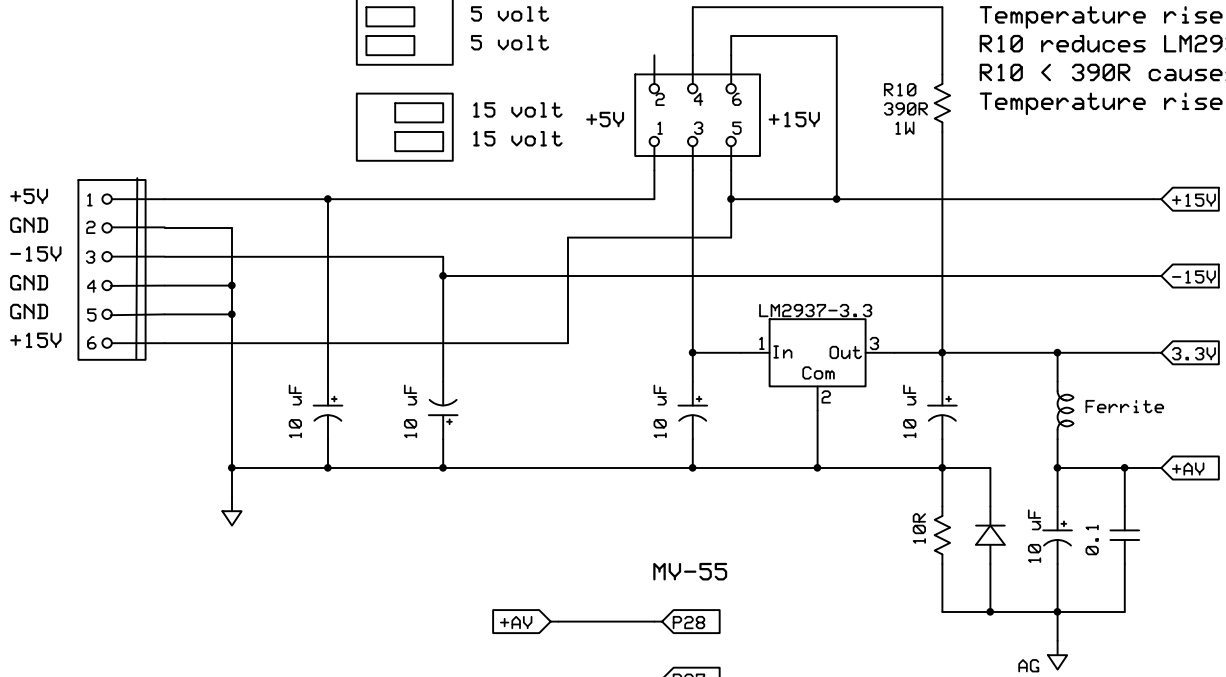 5 volt
5 volt
15 volt
15 volt
Temperature rise
R10 reduces LM29
R10 < 390R cause
Temperature rise
+5V
2
4
6
1
3
5
+15V
R10
390R
1W
+5V
GND
-15V
GND
GND
+15V
1
2
3
4
5
6
+15V
-15V
LM2937-3.3
1
In
Out
3
Com
2
3.3V
10 uF
+
10 uF
+
10 uF
+
10 uF
+
Ferrite
+AV
10R
10 uF
+
0.1
MV-55
+AV
P28
AG